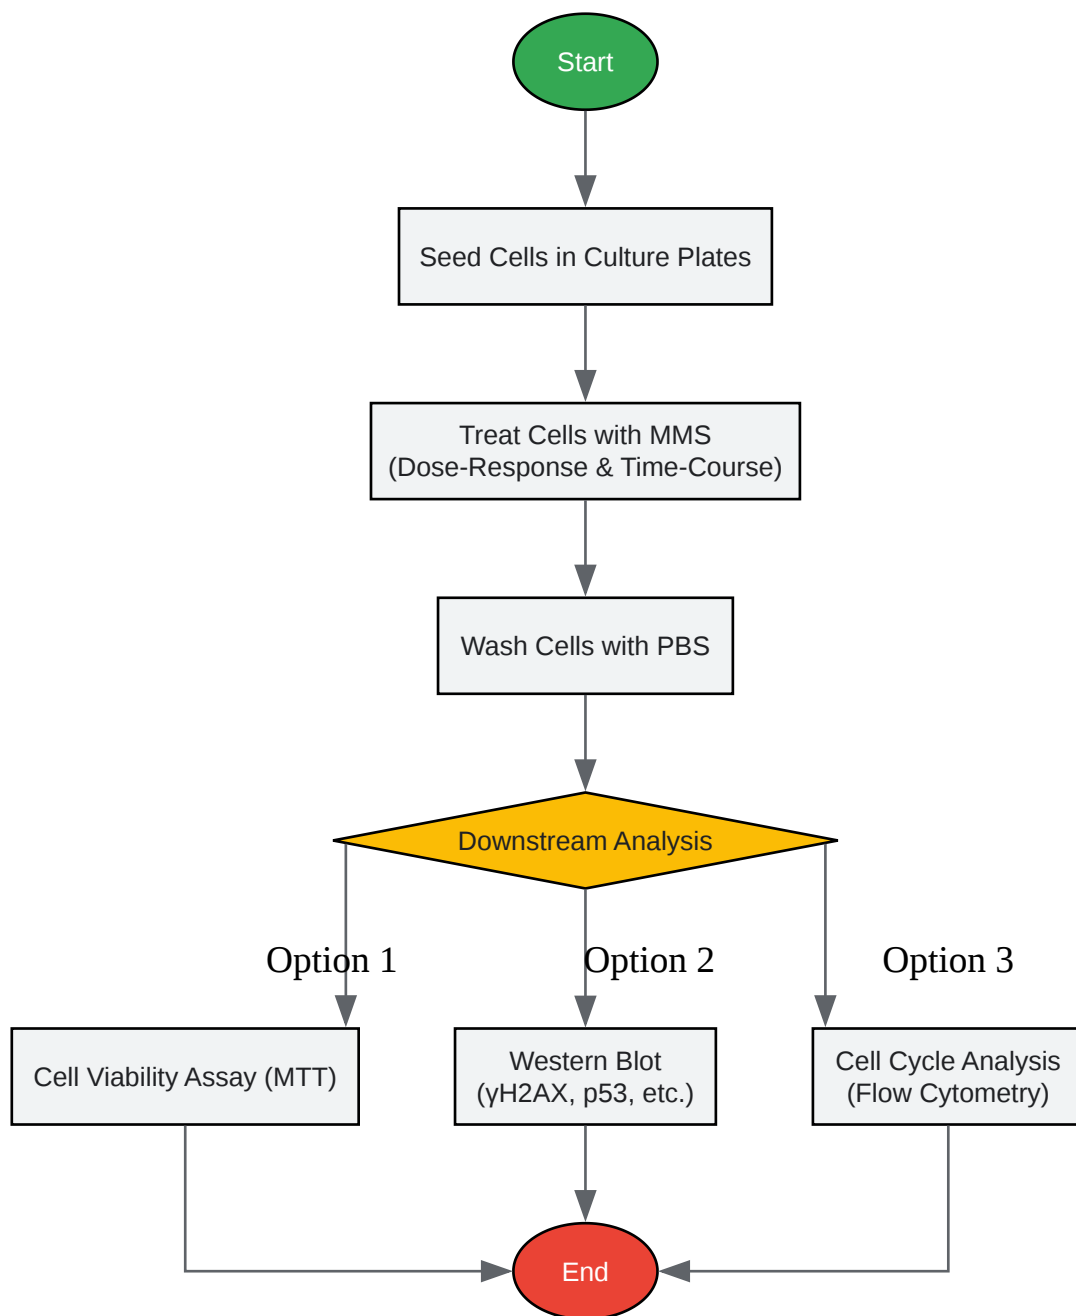 Start
Seed Cells in Culture Plates
Treat Cells with MMS
(Dose-Response & Time-Course)
Wash Cells with PBS
Downstream Analysis
Option 1
Option 2
Option 3
Cell Viability Assay (MTT)
Western Blot
(γH2AX, p53, etc.)
Cell Cycle Analysis
(Flow Cytometry)
End